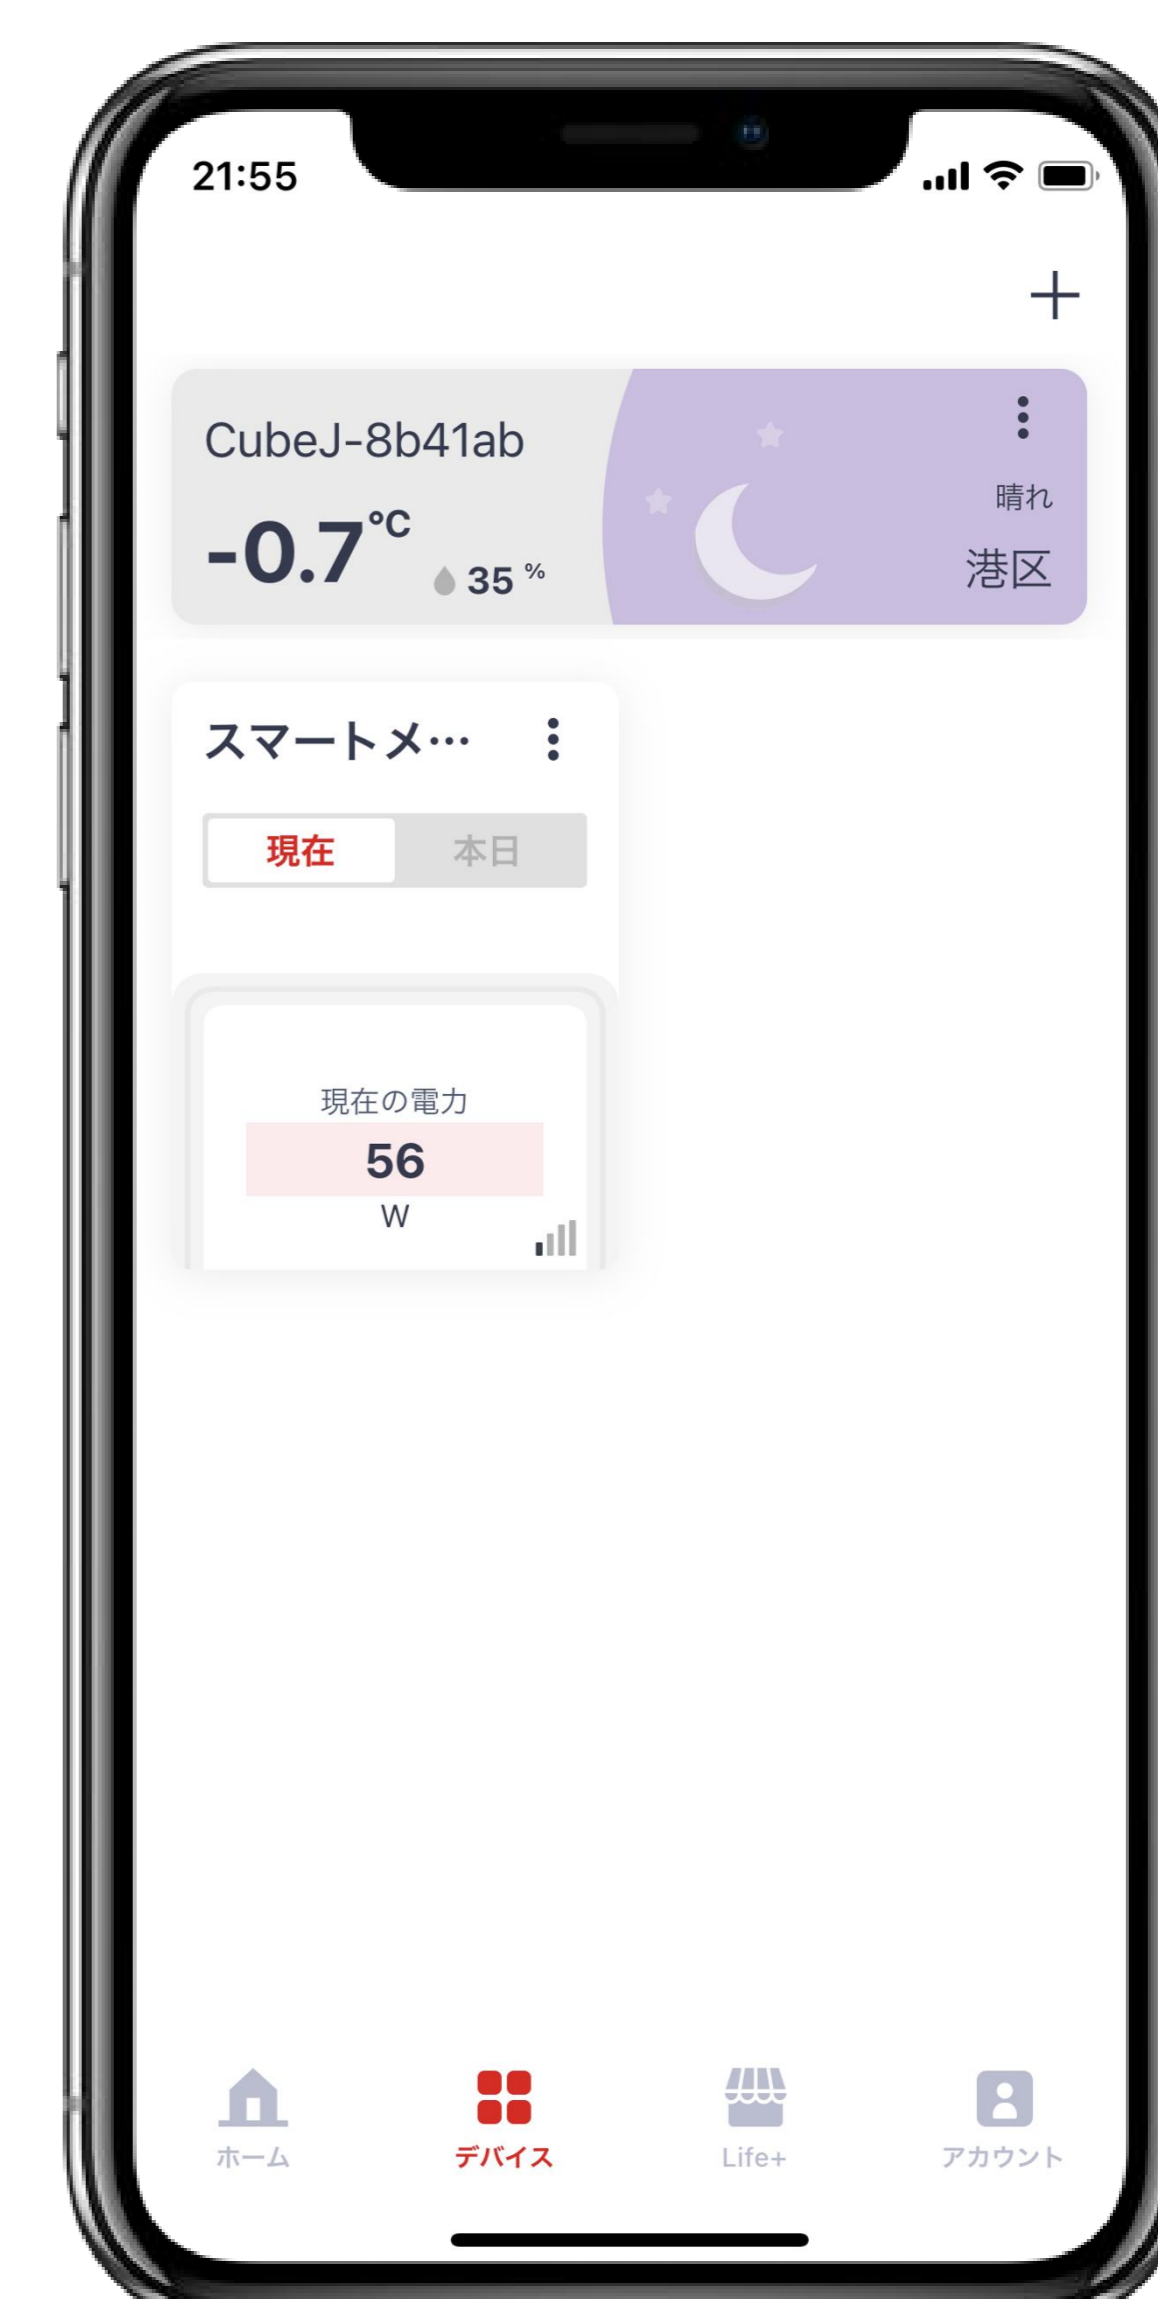 21:55
CubeJ-8b41ab
-0.7°C
35 %
晴れ
港区
スマートメ…
現在 本日
現在の電力
56
W
ホーム デバイス Life+ アカウント